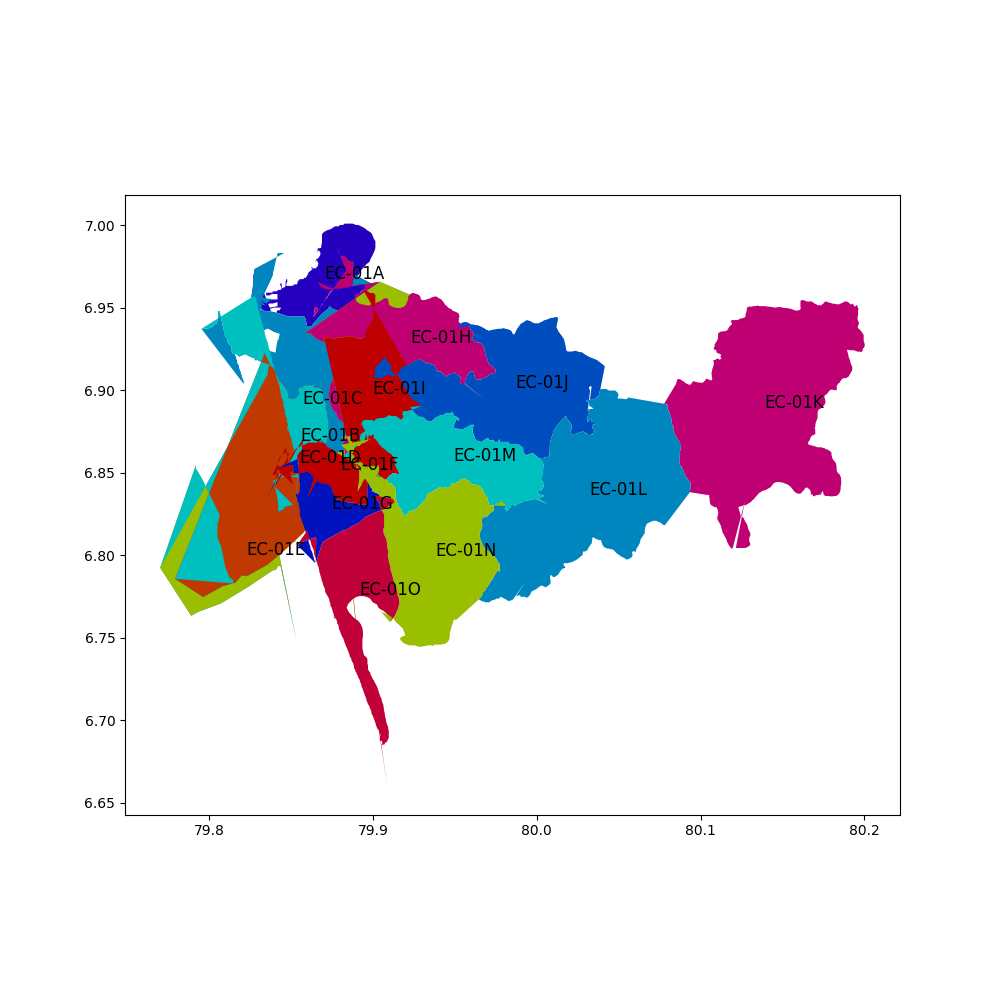 7.00
6.95
6.90
6.85
6.80
6.75
6.70
6.65
EC-01A
EC-01H
EC-01J
EC-01I
EC-01C
EC-01K
EC-01B
EC-01D
EC-01F
EC-01M
EC-01L
EC-01G
EC-01E
EC-01N
EC-01O
79.8
79.9
80.0
80.1
80.2